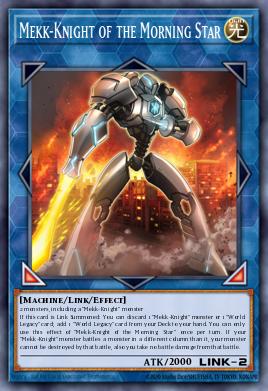 MEKK-KNIGHT OF THE MORNING STAR
LIGHT
光
[MACHINE/LINK/EFFECT]
2 monsters, including a "Mekk-Knight" monster
If this card is Link Summoned: You can discard 1 "Mekk-Knight" monster or 1 "World
Legacy" card; add 1 "World Legacy" card from your Deck to your hand. You can only
use this effect of "Mekk-Knight of the Morning Star" once per turn. If your
"Mekk-Knight" monster battles a monster in a different column than it, your monster
cannot be destroyed by that battle, also you take no battle damage from that battle.
ATK/2000 LINK-2